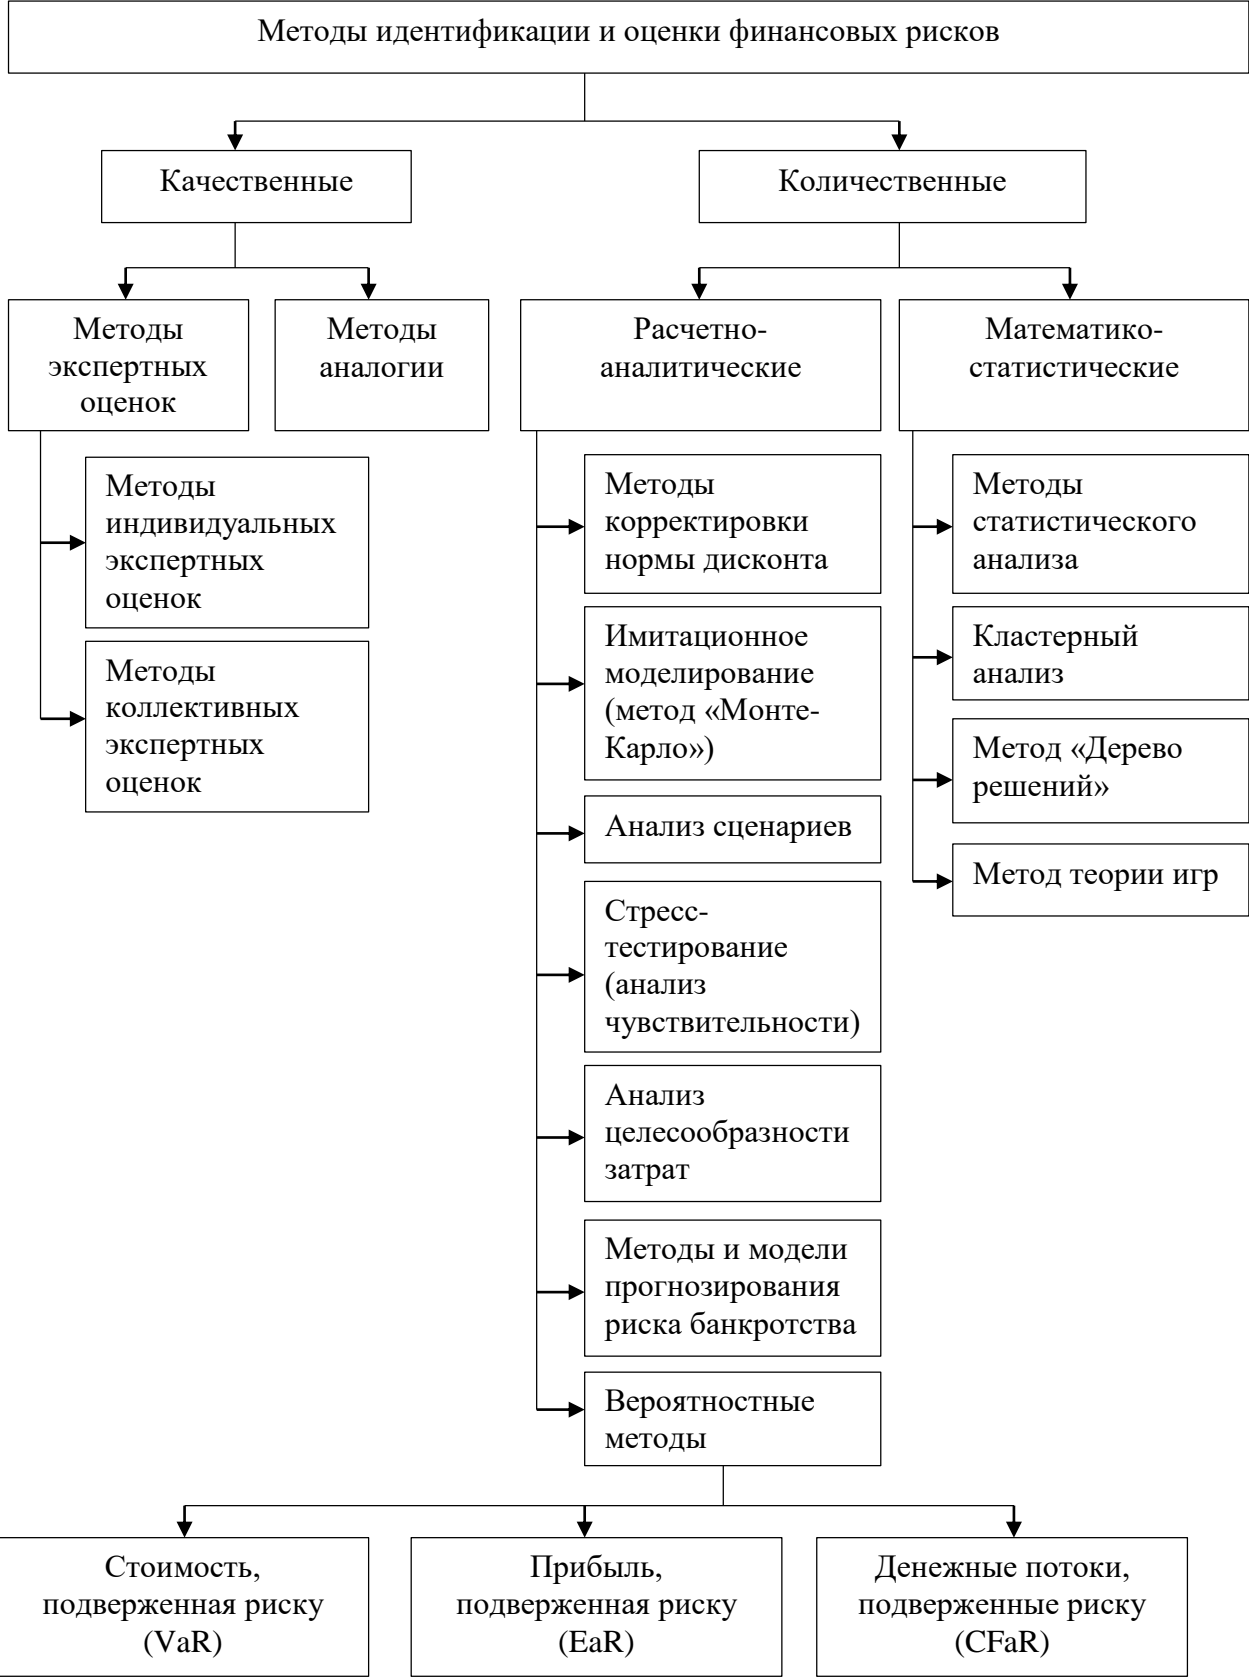 Методы идентификации и оценки финансовых рисков
Качественные
Количественные
Методы
экспертных
оценок
Методы
аналогии
Расчетно-
аналитические
Математико-
статистические
Методы
индивидуальных
экспертных
оценок
Методы
коллективных
экспертных
оценок
Методы
корректировки
нормы дисконта
Имитационное
моделирование
(метод «Монте-
Карло»)
Анализ сценариев
Стресс-
тестирование
(анализ
чувствительности)
Анализ
целесообразности
затрат
Методы и модели
прогнозирования
риска банкротства
Вероятностные
методы
Методы
статистического
анализа
Кластерный
анализ
Метод «Дерево
решений»
Метод теории игр
Стоимость,
подверженная риску
(VaR)
Прибыль,
подверженная риску
(EaR)
Денежные потоки,
подверженные риску
(CFaR)